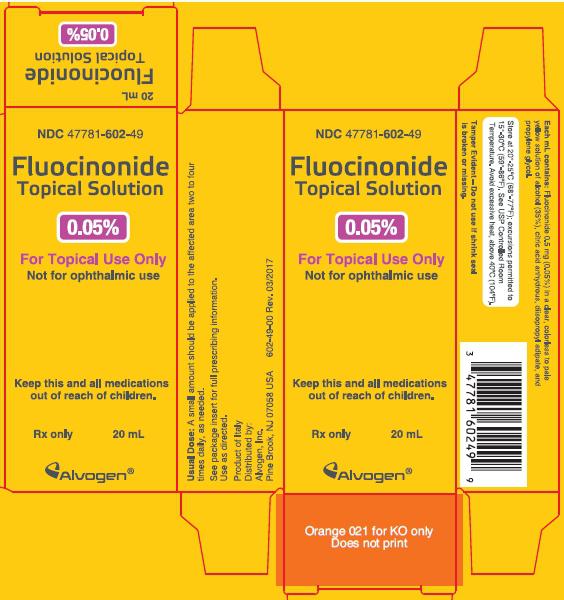 20 mL
Fluocinonide
Topical Solution
0.05%
NDC 47781-602-49
Fluocinonide
Topical Solution
0.05%
For Topical Use Only
Not for ophthalmic use
Keep this and all medications
out of reach of children.
Rx only 20 mL
Alvogen®
Usual Dose: A small amount should be applied to the affected area two to four
times daily, as needed.
See package insert for full prescribing information.
Use as directed.
Product of Italy
Distributed by:
Alvogen, Inc.
Pine Brook, NJ 07058 USA 602-49-00 Rev. 03/2017
NDC 47781-602-49
Fluocinonide
Topical Solution
0.05%
For Topical Use Only
Not for ophthalmic use
Keep this and all medications
out of reach of children.
Rx only 20 mL
Alvogen®
Each mL contains: Fluocinonide 0.5 mg (0.05%) in a clear, colorless to pale
yellow solution of alcohol (35%), citric acid anhydrous, diisopropyl adipate, and
propylene glycol.
Store at 20°-25°C (68°-77°F); excursions permitted to
15°-30°C (59°-86°F). See USP Controlled Room
Temperature. Avoid excessive heat, above 40°C (104°F).
Tamper Evident – Do not use if shrink seal
is broken or missing.
3 47781 60249 9
Orange 021 for KO only
Does not print